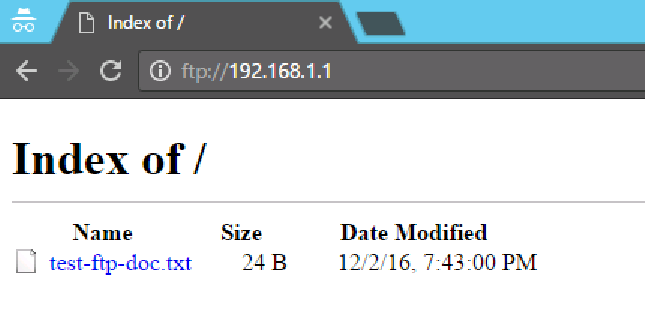 Index of /
ftp://192.168.1.1
Index of /
Name Size Date Modified
test-ftp-doc.txt 24 B 12/2/16, 7:43:00 PM